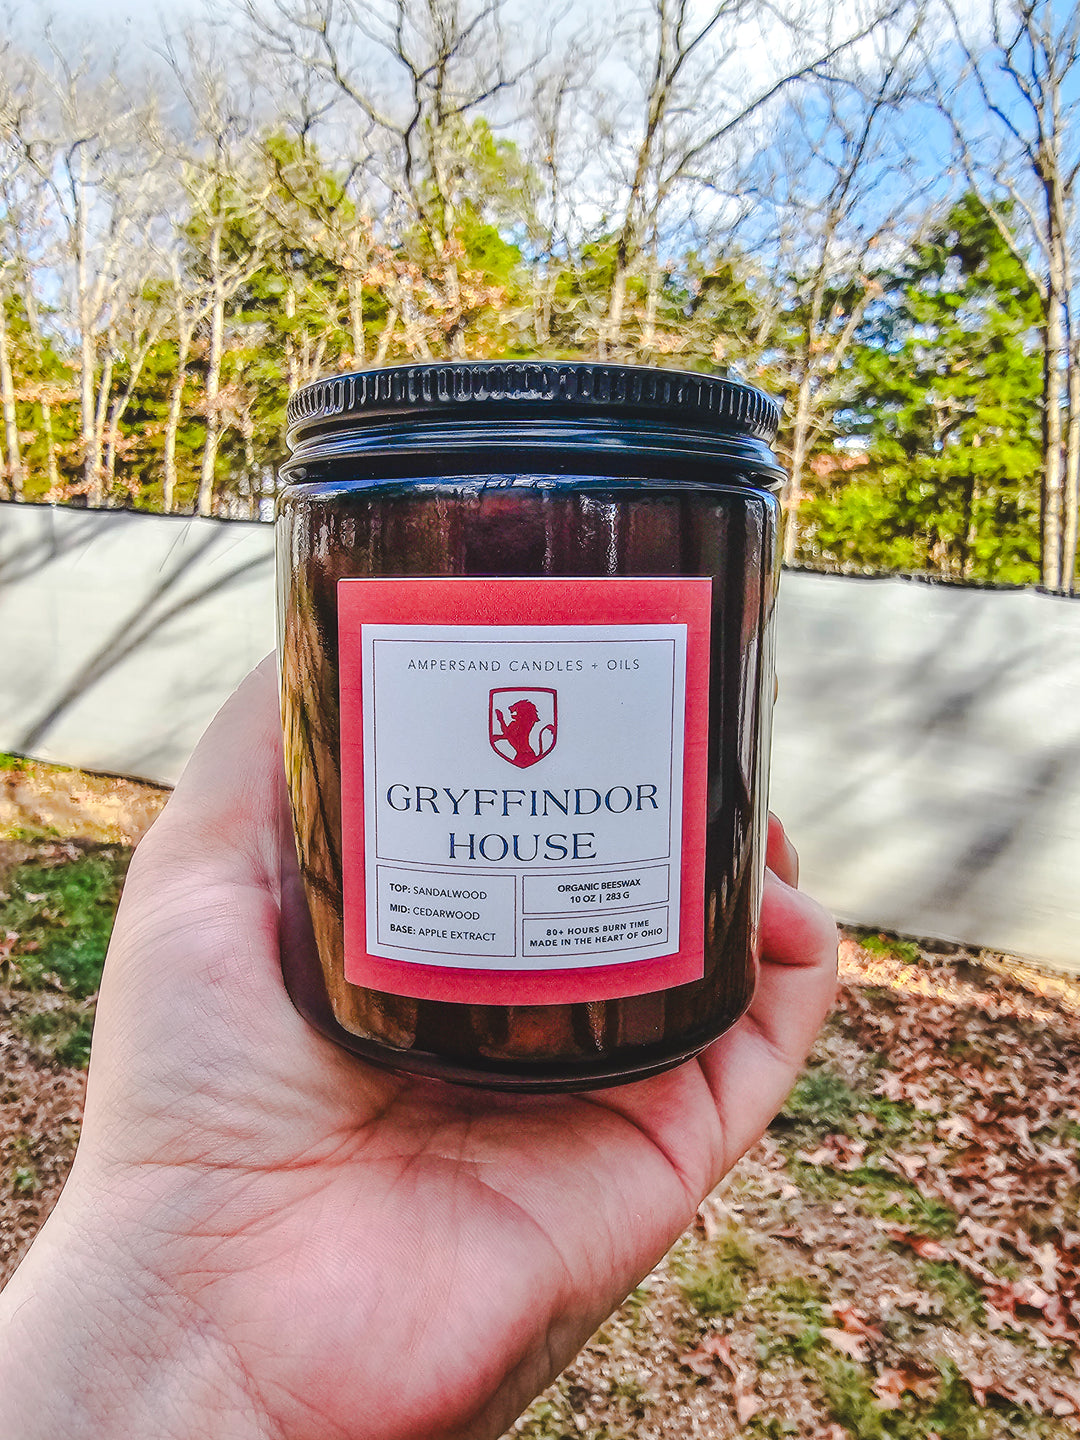 AMPERSAND CANDLES + OILS
GRYFFINDOR
HOUSE
TOP: SANDALWOOD
MID: CEDARWOOD
BASE: APPLE EXTRACT
ORGANIC BEESWAX
10 OZ | 283 G
80+ HOURS BURN TIME
MADE IN THE HEART OF OHIO